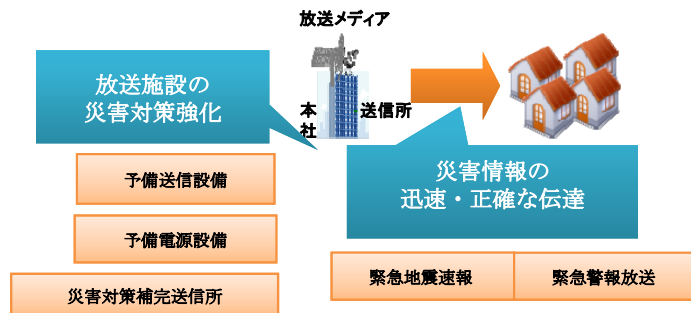 放送メディア
放送施設の
災害対策強化
本社
送信所
予備送信設備
予備電源設備
災害対策補完送信所
災害情報の
迅速・正確な伝達
緊急地震速報
緊急警報放送